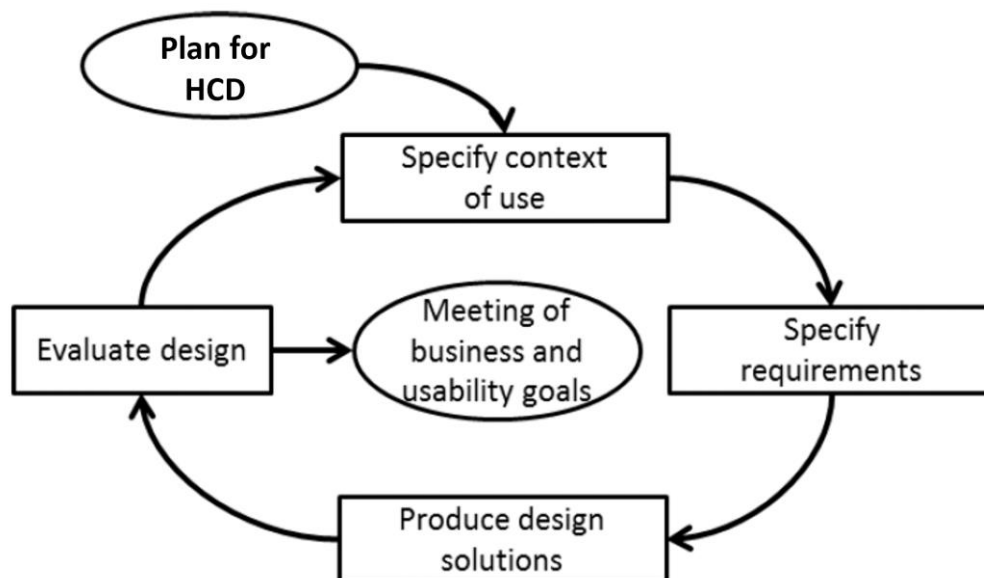 Plan for
HCD
Specify context
of use
Specify
requirements
Produce design
solutions
Evaluate design
Meeting of
business and
usability goals